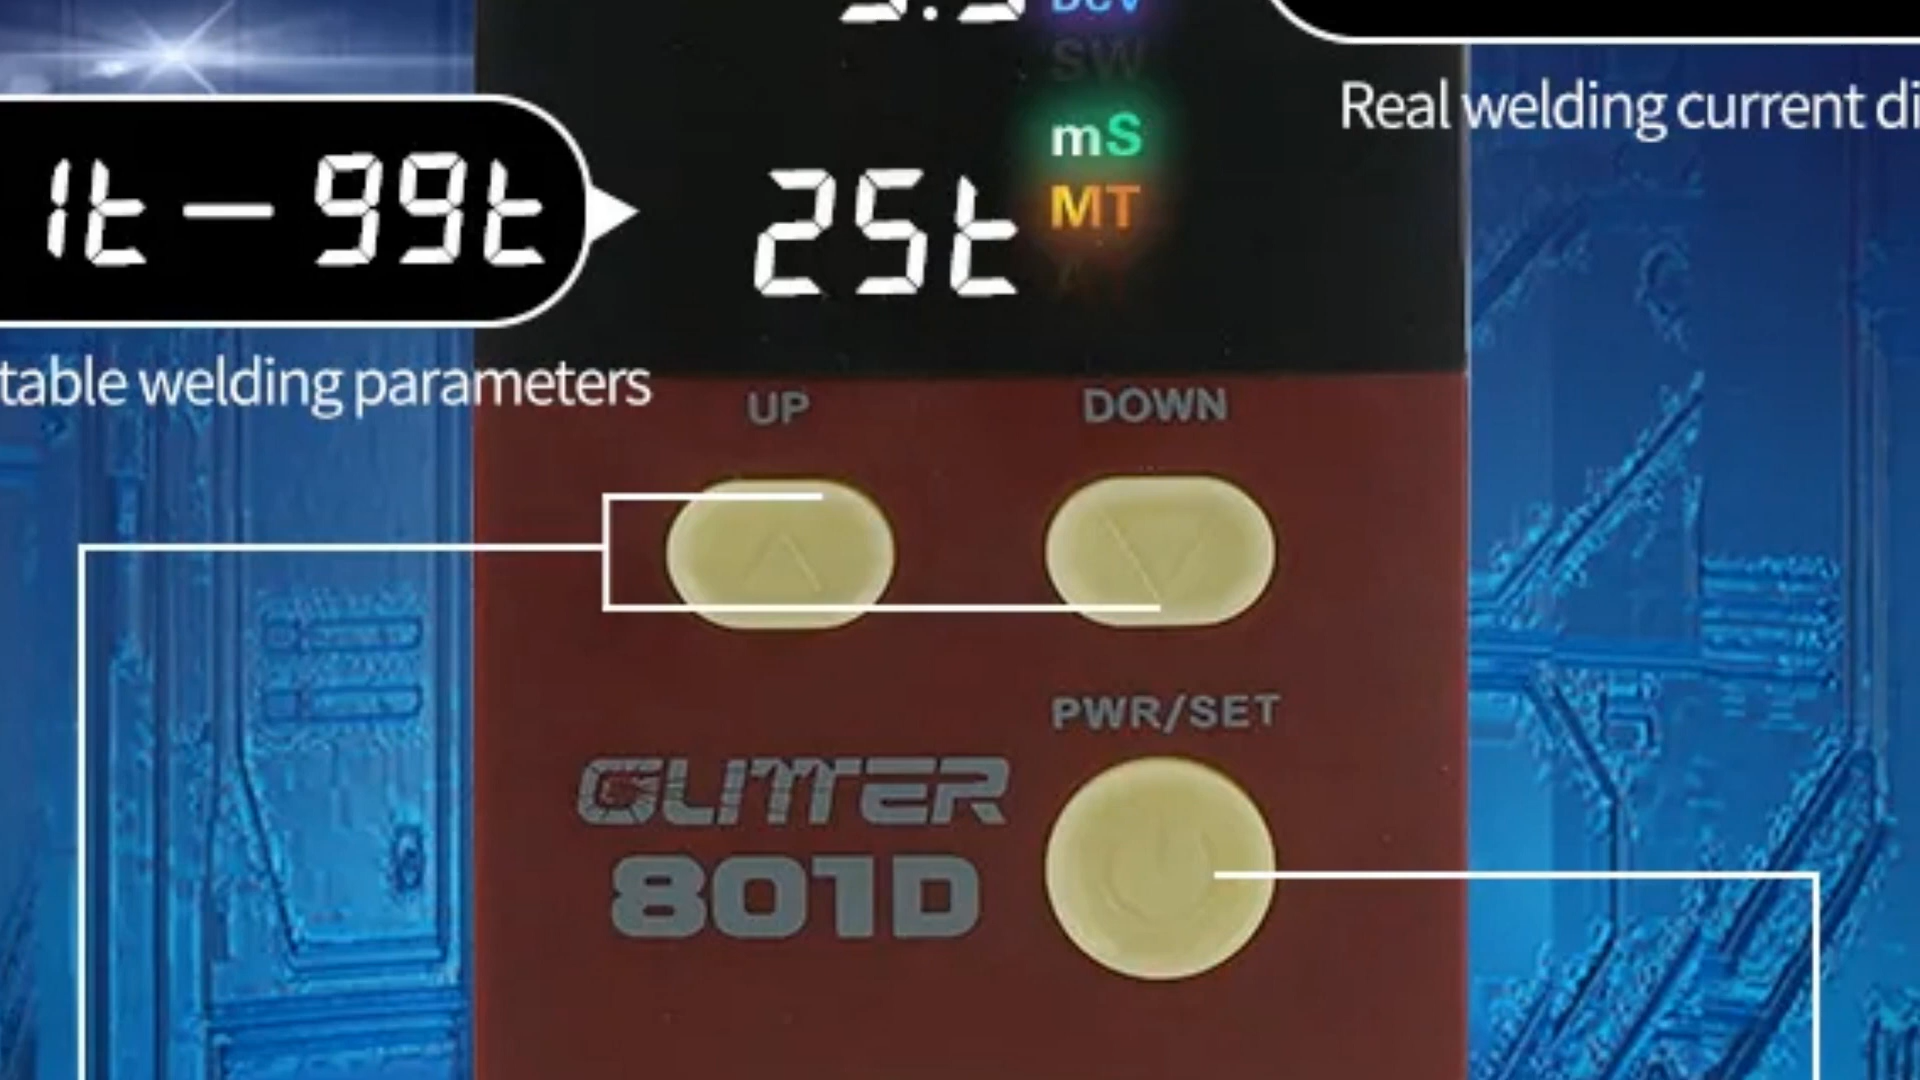 DCV
SW
Real welding current di
mS
1t – 99t
25t
MT
table welding parameters
UP
DOWN
PWR/SET
GLITTER
801D